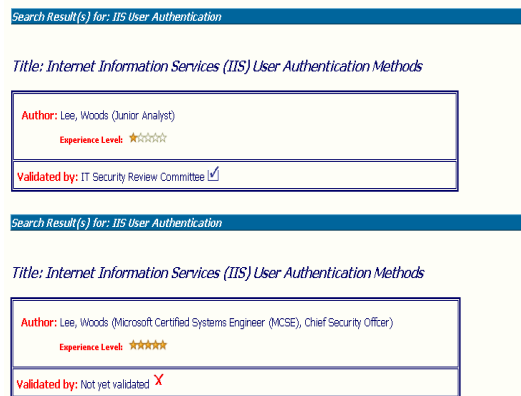 Search Result(s) for: IIS User Authentication
Title: Internet Information Services (IIS) User Authentication Methods
Author: Lee, Woods (Junior Analyst)
Experience Level:
Validated by: IT Security Review Committee
Search Result(s) for: IIS User Authentication
Title: Internet Information Services (IIS) User Authentication Methods
Author: Lee, Woods (Microsoft Certified Systems Engineer (MCSE), Chief Security Offcer)
Experience Level:
Validated by: Not yet validated X